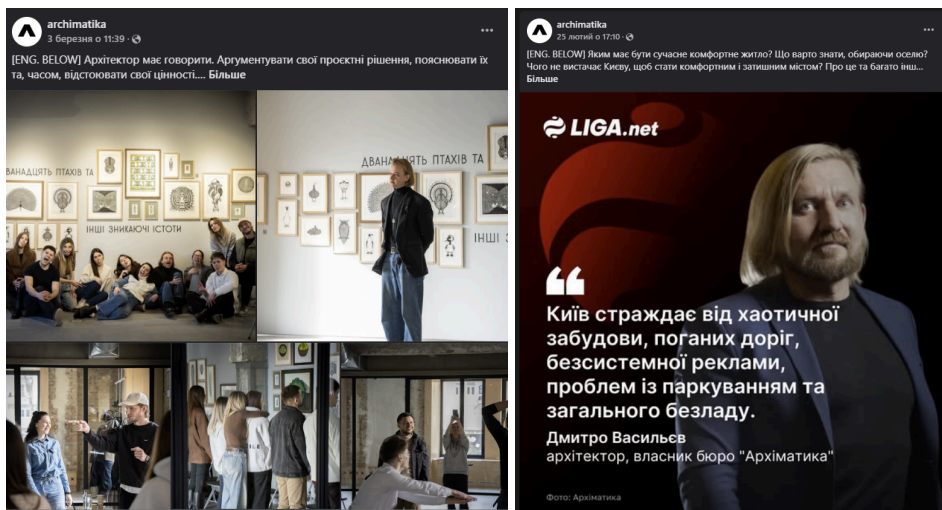 archimatika
3 березня о 11:39 ·
[ENG. BELOW] Архітектор має говорити. Аргументувати свої проєктні рішення, пояснювати їх
та, часом, відстоювати свої цінності.... Більше
ВАНАДЦЯТЬ ПТАХІВ ТА
ІНШІ ЗНИКАЮЧІ ІСТОТИ
ДВАНАДЦЯТЬ ПТАХІВ ТА
ІНШІ З
archimatika
25 лютий о 17:10 ·
[ENG. BELOW] Яким має бути сучасне комфортне житло? Що варто знати, обираючи оселю?
Чого не вистачає Києву, щоб стати комфортним і затишним містом? Про це та багато інш...
Більше
LIGA.net
Київ страждає від хаотичної
забудови, поганих доріг,
безсистемної реклами,
проблем із паркуванням та
загального безладу.
Дмитро Васильєв
архітектор, власник бюро "Архіматика"
Фото: Архіматика